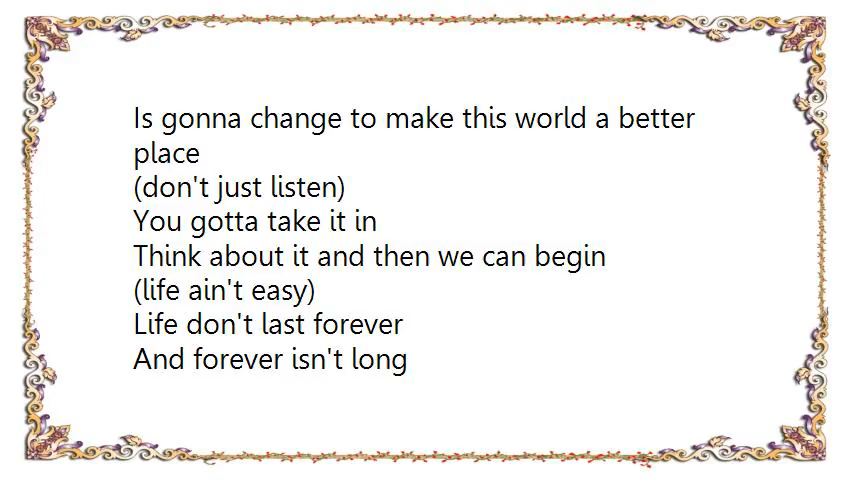 Is gonna change to make this world a better
place
(don't just listen)
You gotta take it in
Think about it and then we can begin
(life ain't easy)
Life don't last forever
And forever isn't long